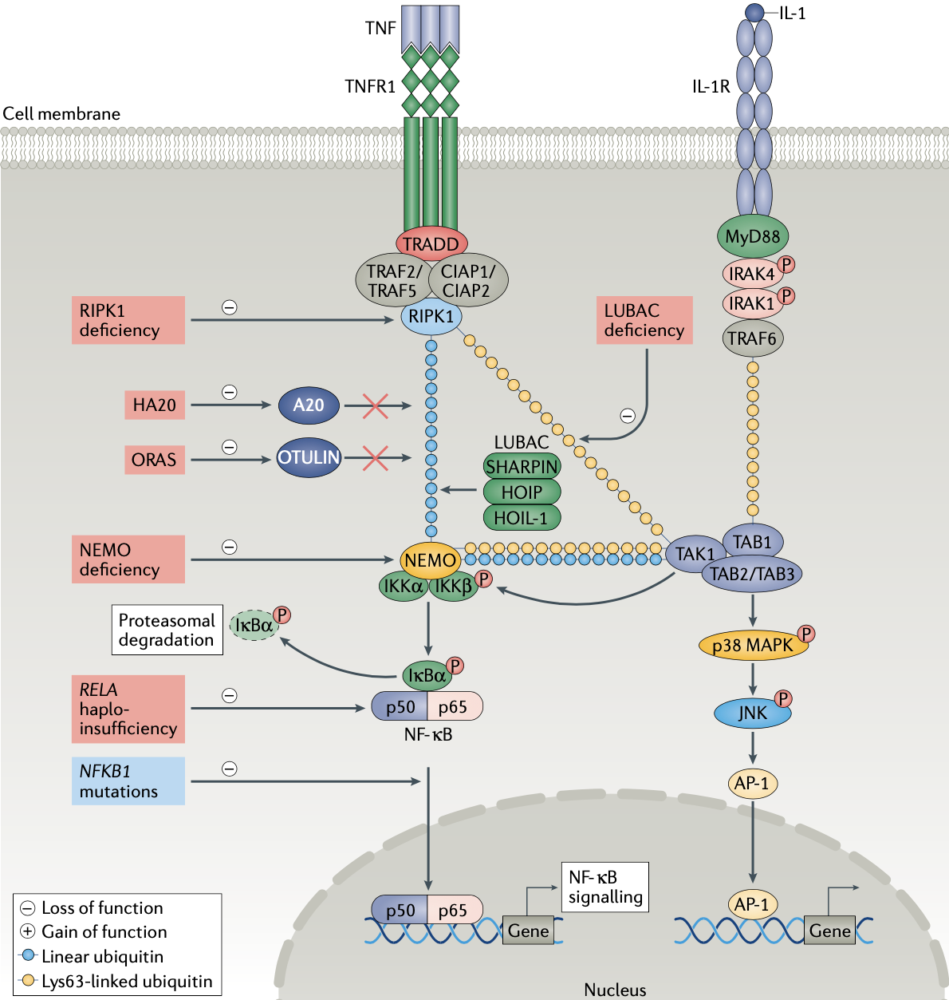 TNF
IL-1
TNFR1
IL-1R
Cell membrane
TRADD
MyD88
TRAF2/
TRAF5
CIAP1/
CIAP2
IRAK4
P
IRAK1
P
RIPK1
deficiency
−
RIPK1
LUBAC
deficiency
−
TRAF6
HA20
−
A20
ORAS
−
OTULIN
LUBAC
SHARPIN
HOIP
HOIL-1
NEMO
deficiency
−
NEMO
IKKα
IKKβ
P
TAK1
TAB1
TAB2/TAB3
Proteasomal
degradation
IκBα
P
p38 MAPK
P
IκBα
P
RELA
haplo-
insufficiency
−
p50
p65
NF-κB
JNK
P
NFKB1
mutations
−
AP-1
NF-κB
signalling
p50
p65
Gene
AP-1
Gene
− Loss of function
+ Gain of function
Linear ubiquitin
Lys63-linked ubiquitin
Nucleus